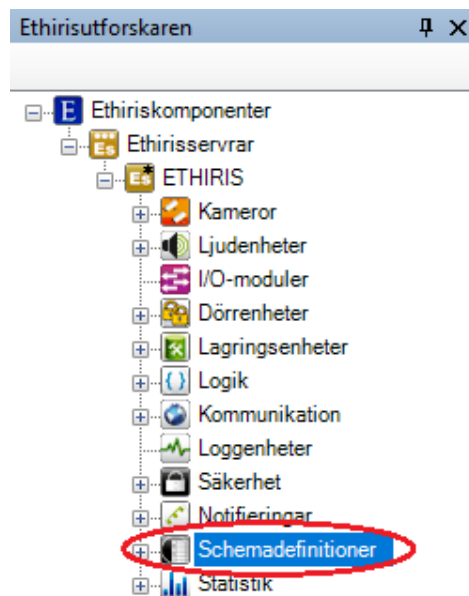 Ethirisutforskaren
Ethiriskomponenter
Ethirisservrar
ETHIRIS
Kameror
Ljudenheter
I/O-moduler
Dörrenheter
Lagringsenheter
Logik
Kommunikation
Loggenheter
Säkerhet
Notifieringar
Schemadefinitioner
Statistik